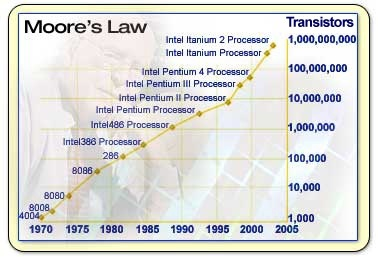 Moore's Law
Transistors
Intel Itanium 2 Processor
1,000,000,000
Intel Itanium Processor
Intel Pentium 4 Processor
100,000,000
Intel Pentium III Processor
Intel Pentium II Processor
10,000,000
Intel Pentium Processor
Intel486 Processor
1,000,000
Intel386 Processor
286
100,000
8086
10,000
8080
8008
4004
1,000
1970 1975 1980 1985 1990 1995 2000 2005